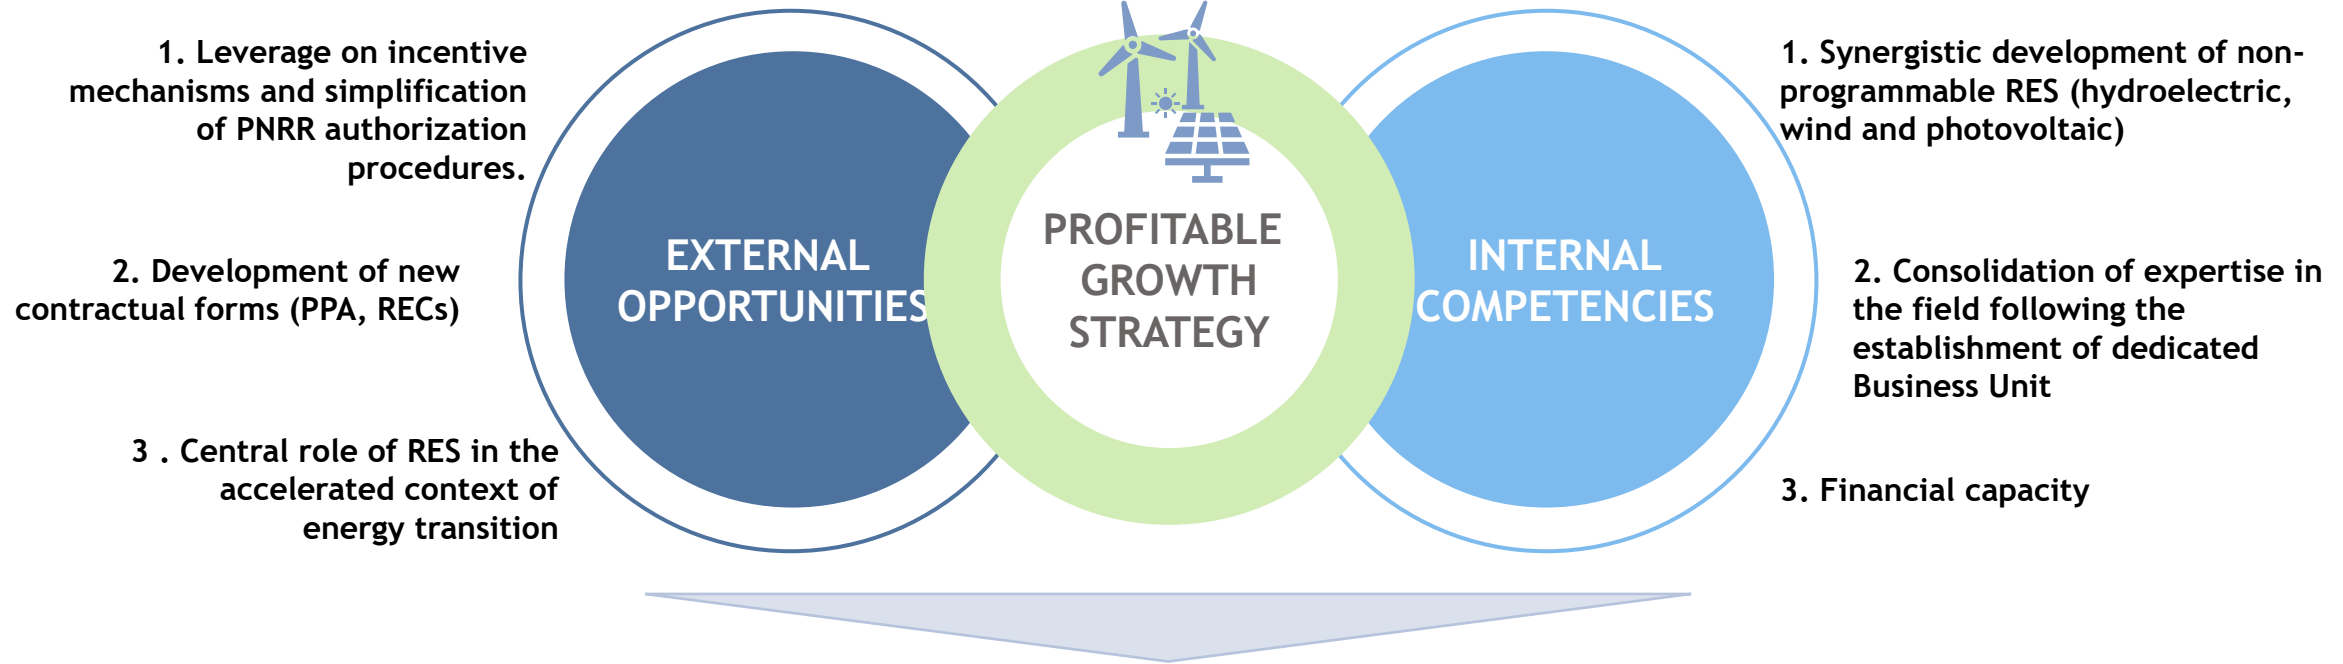 1. Leverage on incentive
mechanisms and simplification
of PNRR authorization
procedures.
2. Development of new
contractual forms (PPA, RECs)
3 . Central role of RES in the
accelerated context of
energy transition
EXTERNAL
OPPORTUNITIES
PROFITABLE
GROWTH
STRATEGY
INTERNAL
COMPETENCIES
1. Synergistic development of non-
programmable RES (hydroelectric,
wind and photovoltaic)
2. Consolidation of expertise in
the field following the
establishment of dedicated
Business Unit
3. Financial capacity